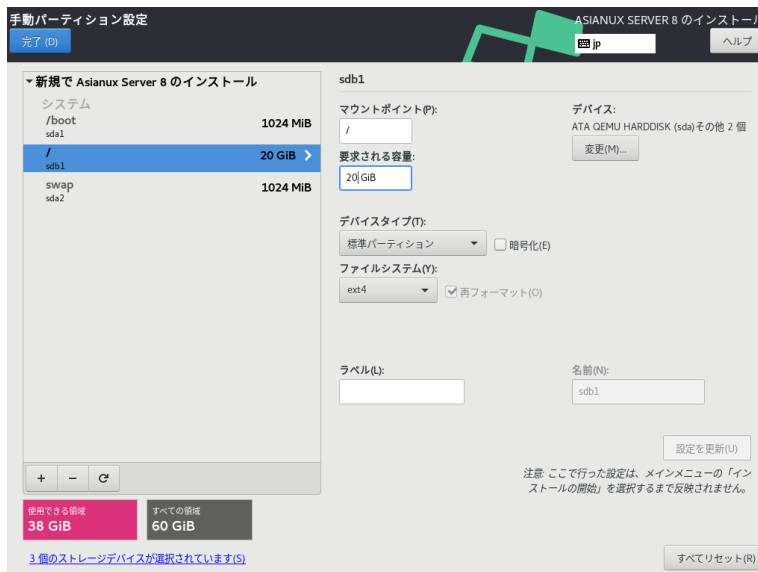 手動パーティション設定
ASIANUX SERVER 8 のインストール
完了 (D)
jp
ヘルプ
新規で Asianux Server 8 のインストール
システム
/boot
1024 MiB
sda1
/
20 GiB
sdb1
swap
1024 MiB
sda2
sdb1
マウントポイント(P):
/
要求される容量:
20 GiB
デバイス:
ATA QEMU HARDDISK (sda)その他 2 個
変更(M)...
デバイスタイプ(T):
標準パーティション
暗号化(E)
ファイルシステム(Y):
ext4
再フォーマット(O)
ラベル(L):
名前(N):
sdb1
設定を更新(U)
注意: ここで行った設定は、メインメニューの「イン
ストールの開始」を選択するまで反映されません。
+
-
使用できる領域
38 GiB
すべての領域
60 GiB
3 個のストレージデバイスが選択されています(S)
すべてリセット(R)